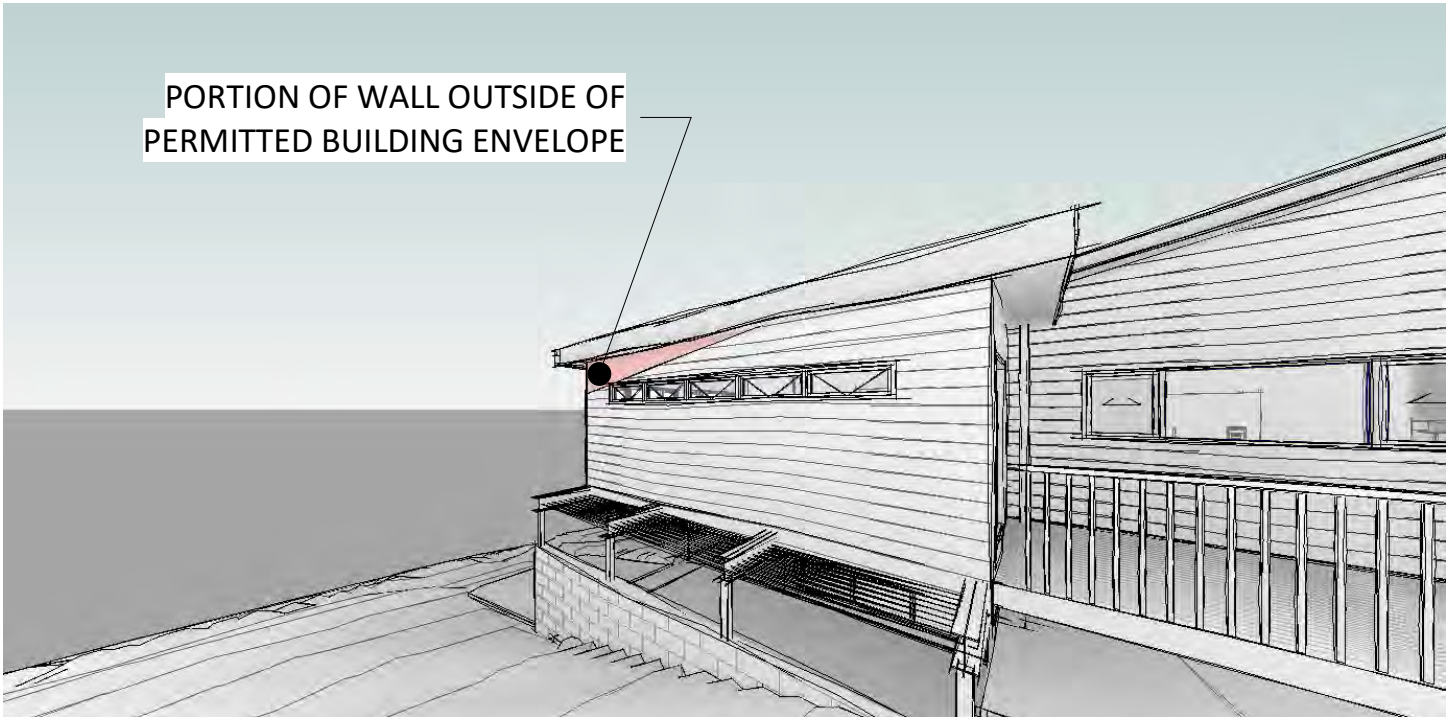 PORTION OF WALL OUTSIDE OF
PERMITTED BUILDING ENVELOPE